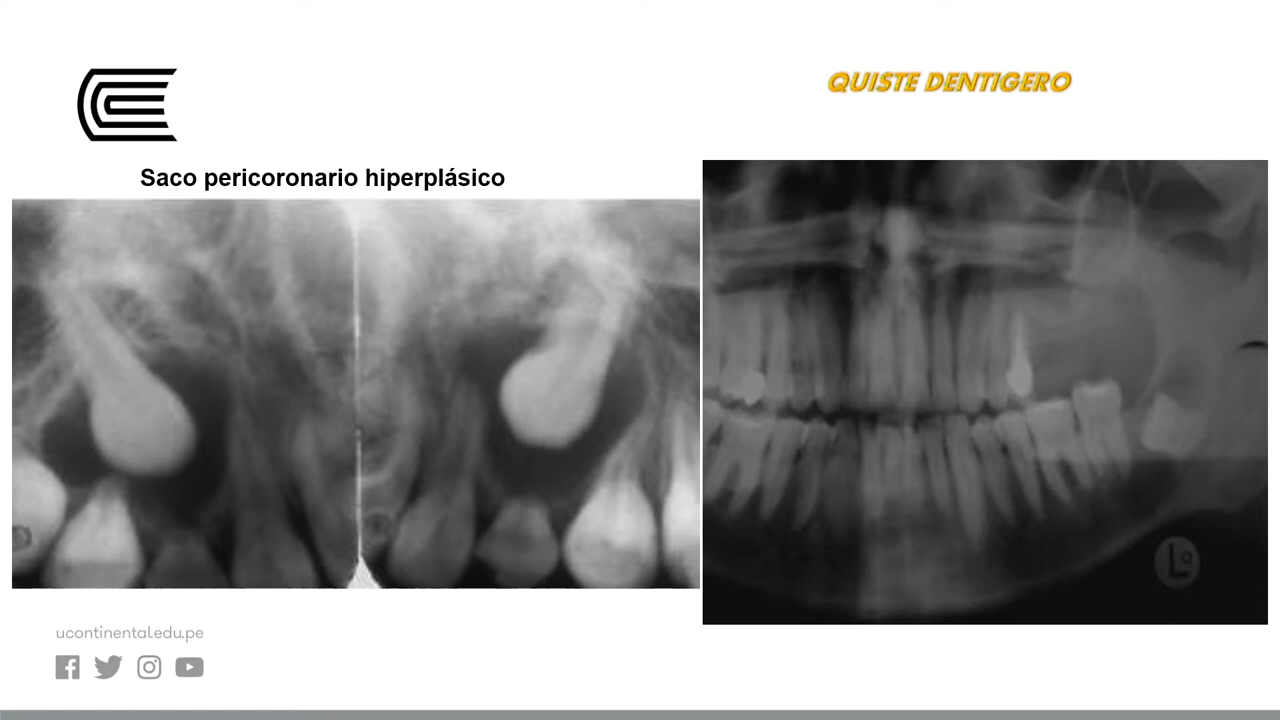 QUISTE DENTIGERO
Saco pericoronario hiperplásico
L
ucontinental.edu.pe